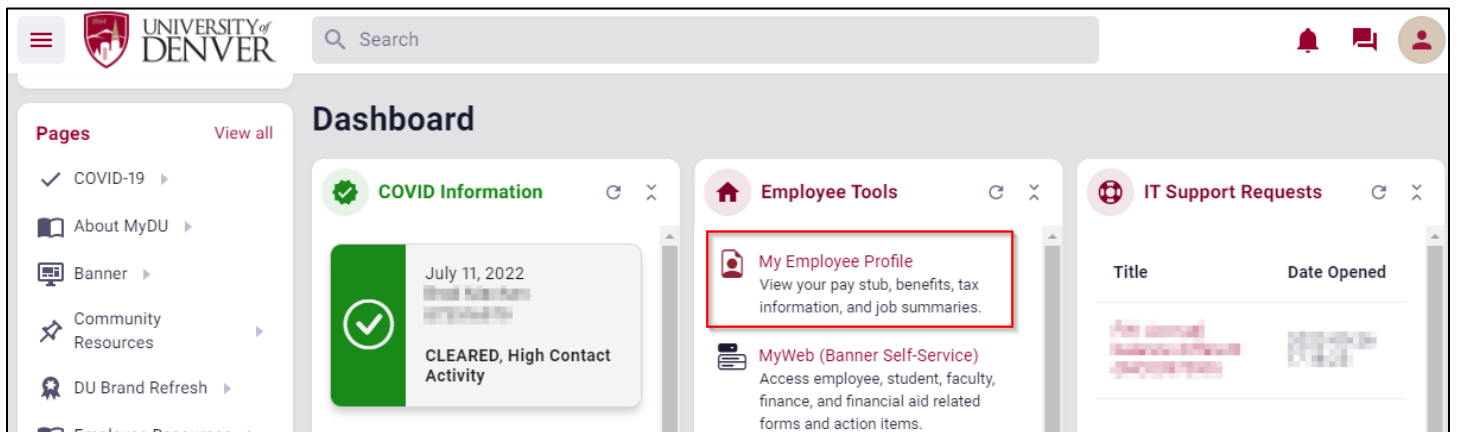 1864
UNIVERSITY of
DENVER
Search
Pages
View all
COVID-19
About MyDU
Banner
Community
Resources
DU Brand Refresh
Dashboard
COVID Information
July 11, 2022
CLEARED, High Contact
Activity
Employee Tools
My Employee Profile
View your pay stub, benefits, tax
information, and job summaries.
MyWeb (Banner Self-Service)
Access employee, student, faculty,
finance, and financial aid related
forms and action items.
IT Support Requests
Title
Date Opened